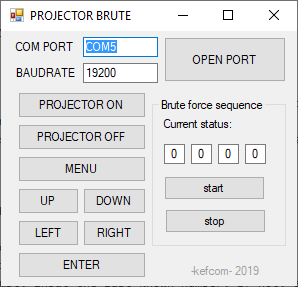 PROJECTOR BRUTE
COM PORT COM5
OPEN PORT
BAUDRATE 19200
PROJECTOR ON
PROJECTOR OFF
MENU
UP DOWN
LEFT RIGHT
ENTER
Brute force sequence
Current status:
0 0 0 0
start
stop
-kefcom- 2019